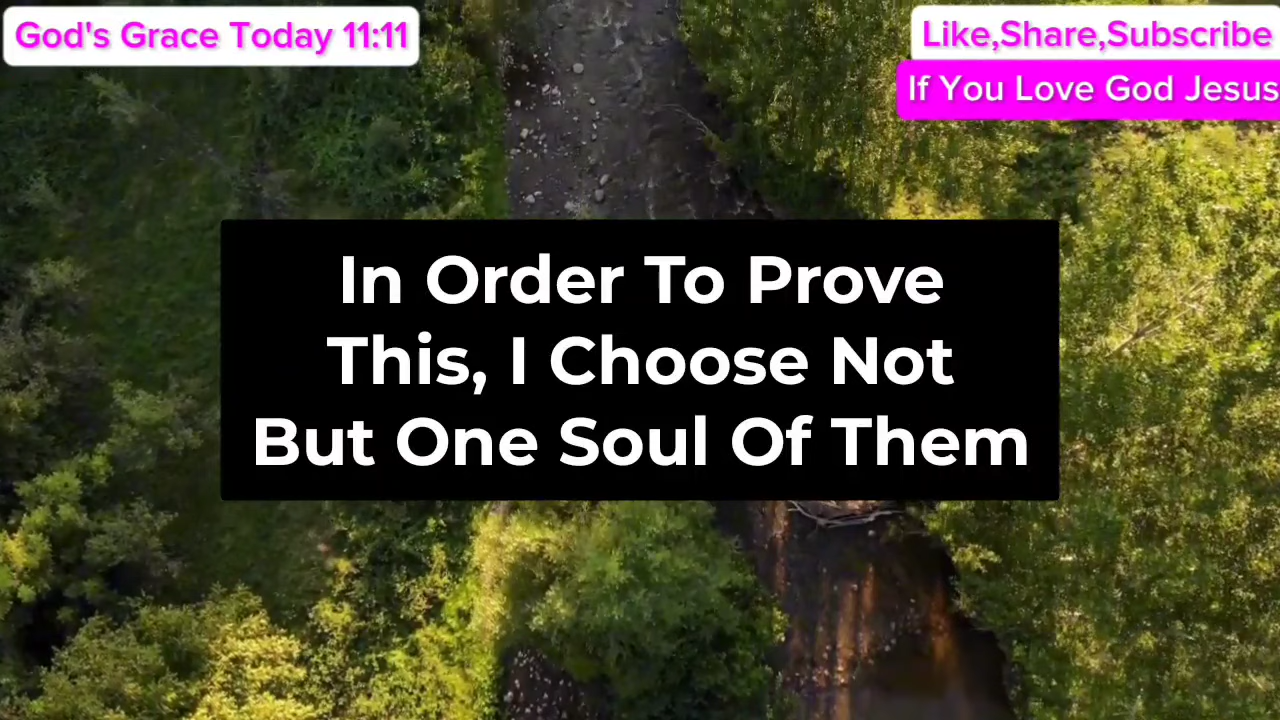 God's Grace Today 11:11
Like,Share,Subscribe
If You Love God Jesus
In Order To Prove
This, I Choose Not
But One Soul Of Them